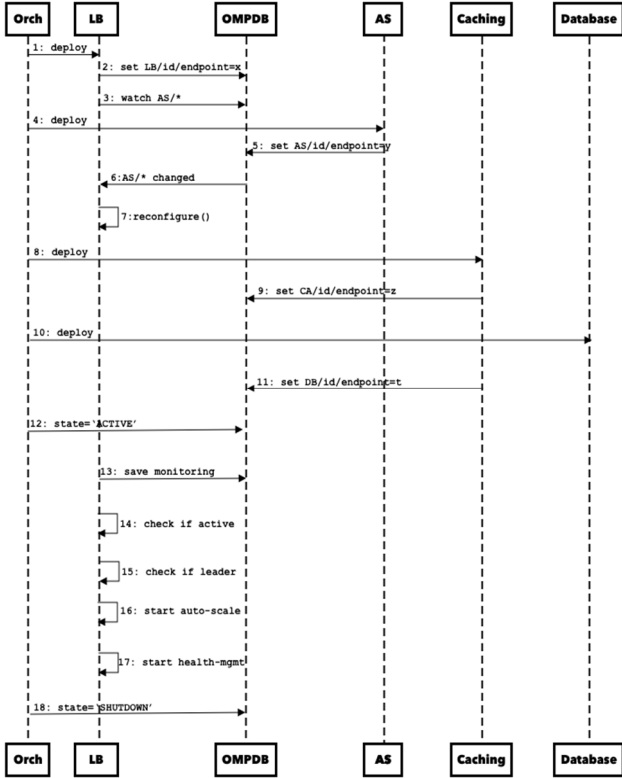 Orch LB OMPDB AS Caching Database
1: deploy
2: set LB/id/endpoint=x
3: watch AS/*
4: deploy
5: set AS/id/endpoint=y
6:AS/* changed
7:reconfigure()
8: deploy
9: set CA/id/endpoint=z
10: deploy
11: set DB/id/endpoint=t
12: state=‘ACTIVE’
13: save monitoring
14: check if active
15: check if leader
16: start auto-scale
17: start health-mgmt
18: state=‘SHUTDOWN’
Orch LB OMPDB AS Caching Database